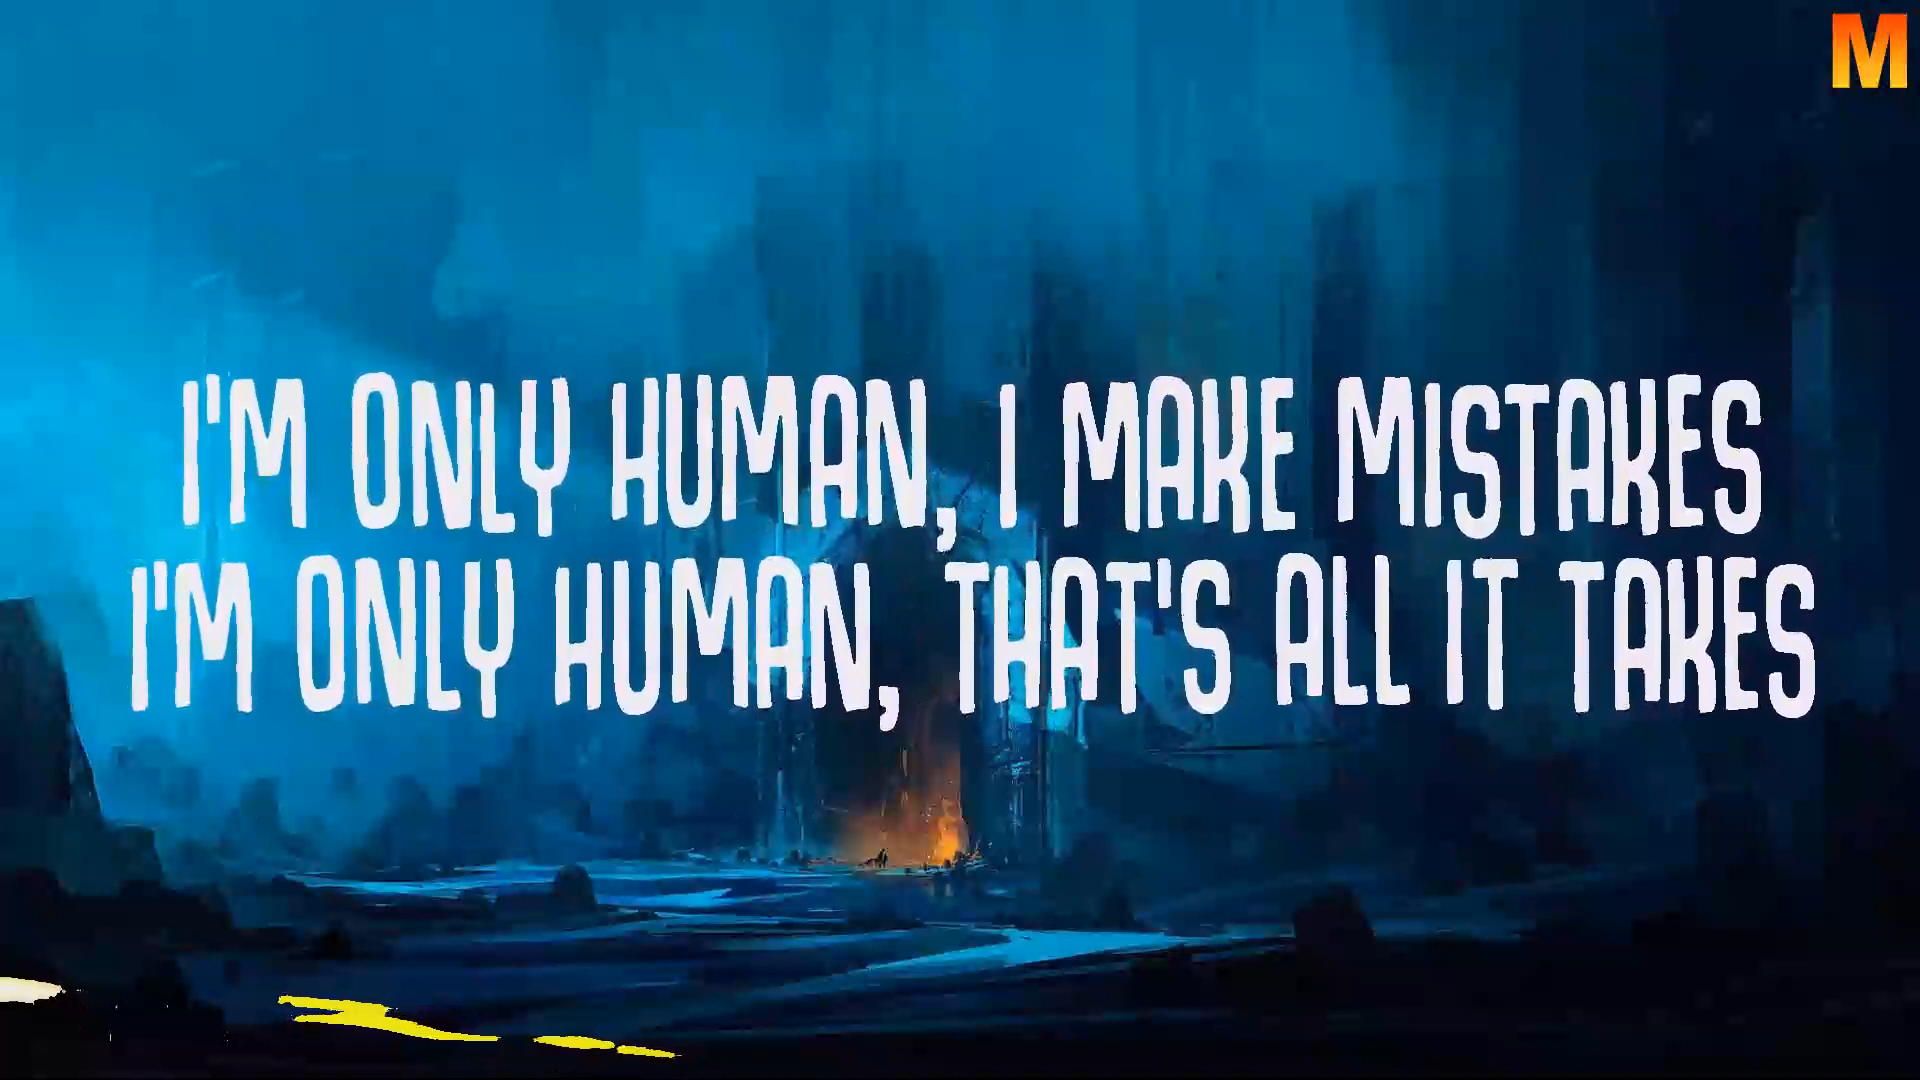 M
I'M ONLY HUMAN, I MAKE MISTAKES
I'M ONLY HUMAN, THAT'S ALL IT TAKES